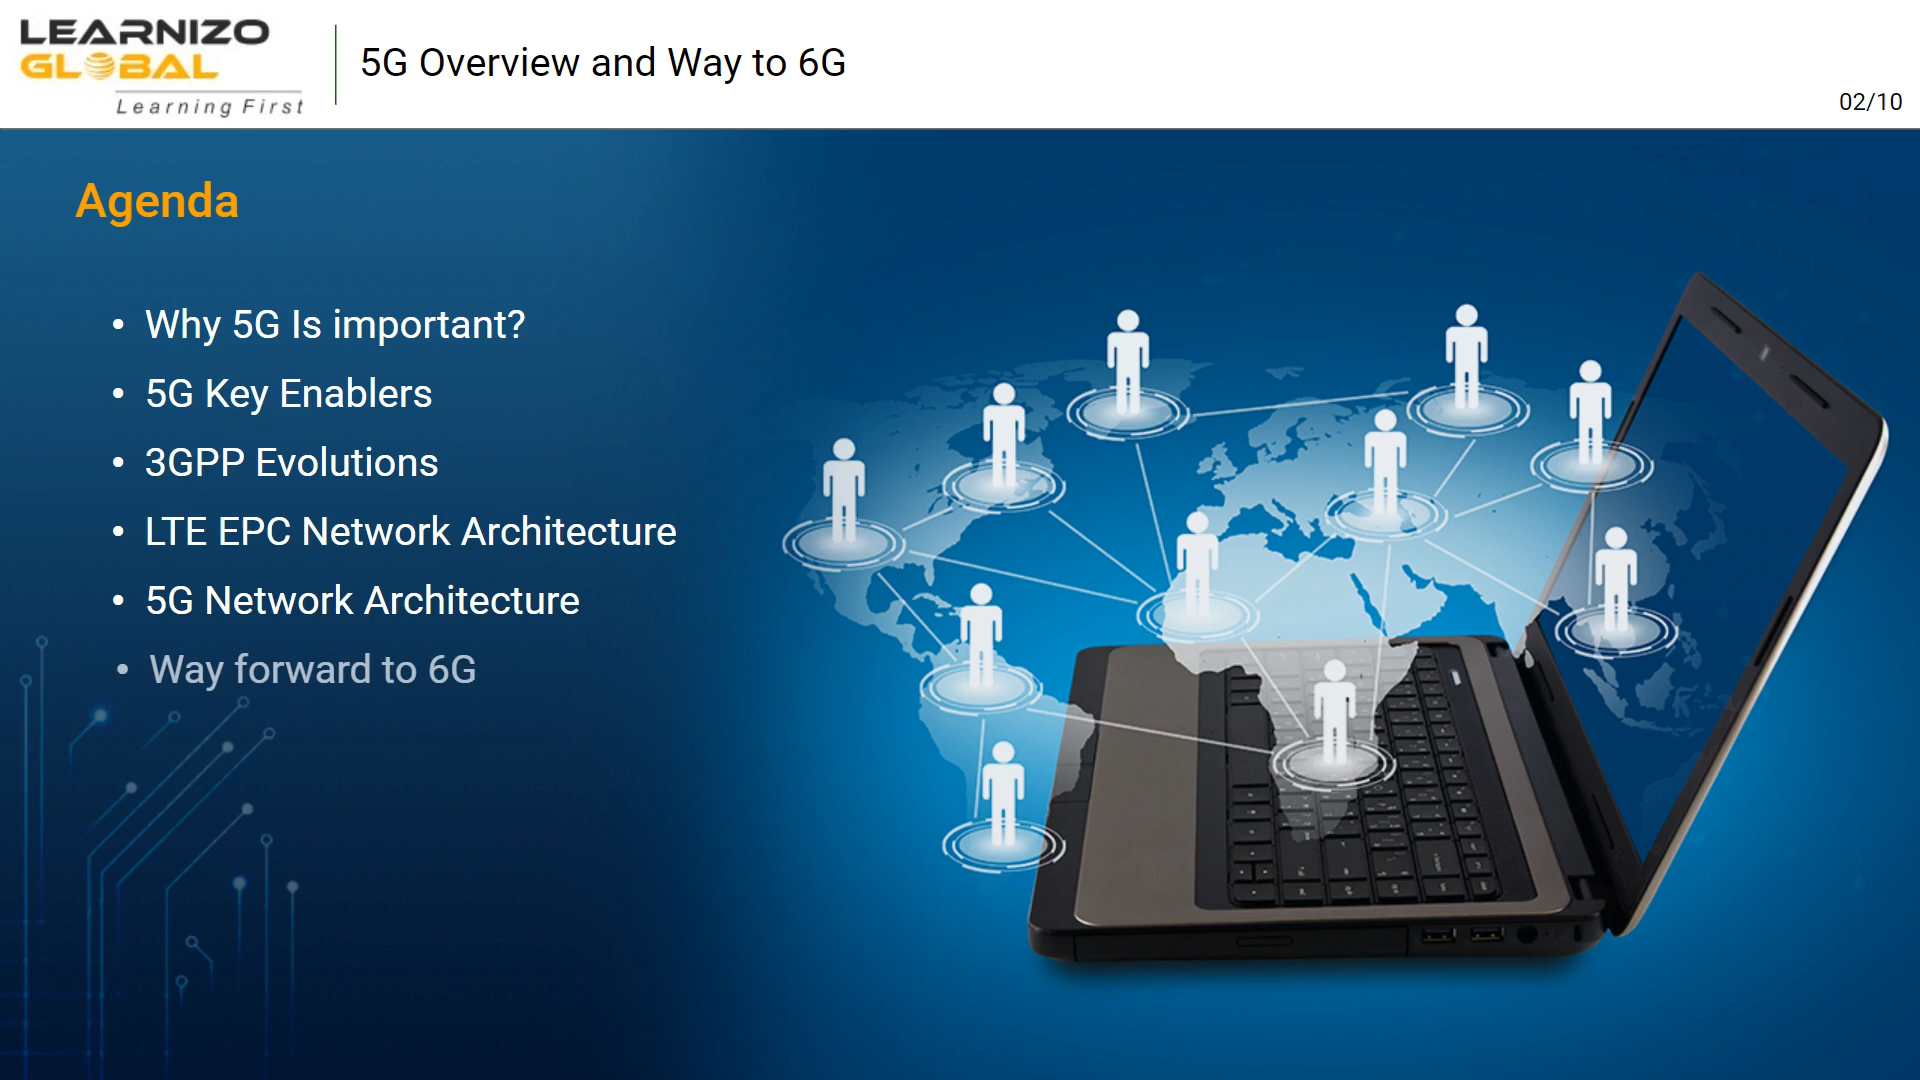 LEARNIZO
GLOBAL
Learning First
5G Overview and Way to 6G
02/10
Agenda
• Why 5G Is important?
• 5G Key Enablers
• 3GPP Evolutions
• LTE EPC Network Architecture
• 5G Network Architecture
• Way forward to 6G